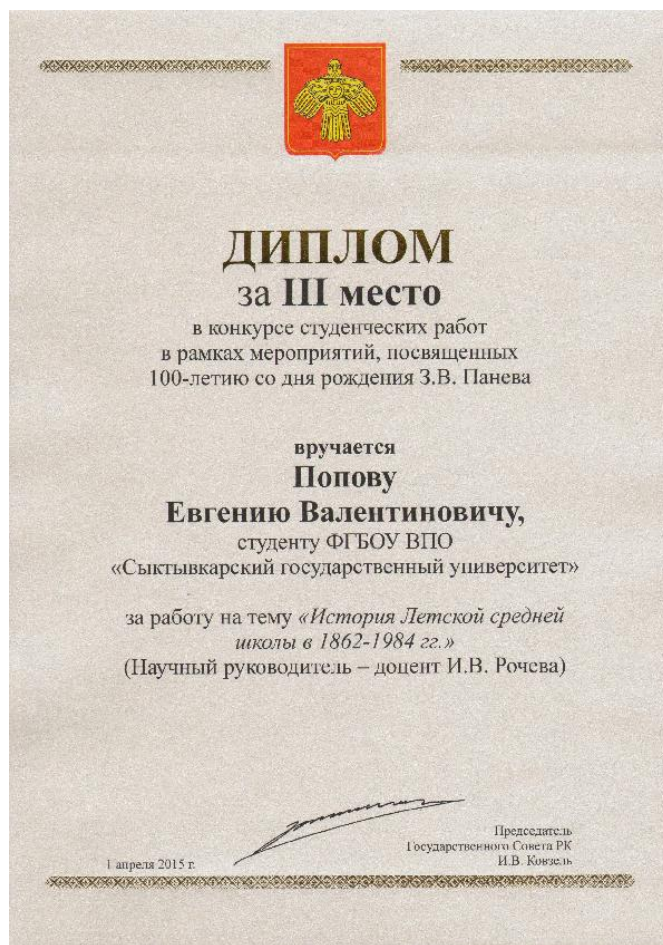 ДИПЛОМ
за III место
в конкурсе студенческих работ
в рамках мероприятий, посвященных
100-летию со дня рождения З.В. Панева
вручается
Попову
Евгению Валентиновичу,
студенту ФГБОУ ВПО
«Сыктывкарский государственный университет»
за работу на тему «История Летской средней
школы в 1862-1984 гг.»
(Научный руководитель – доцент И.В. Рочева)
Председатель
Государственного Совета РК
1 апреля 2015 г.
И.В. Ковзель